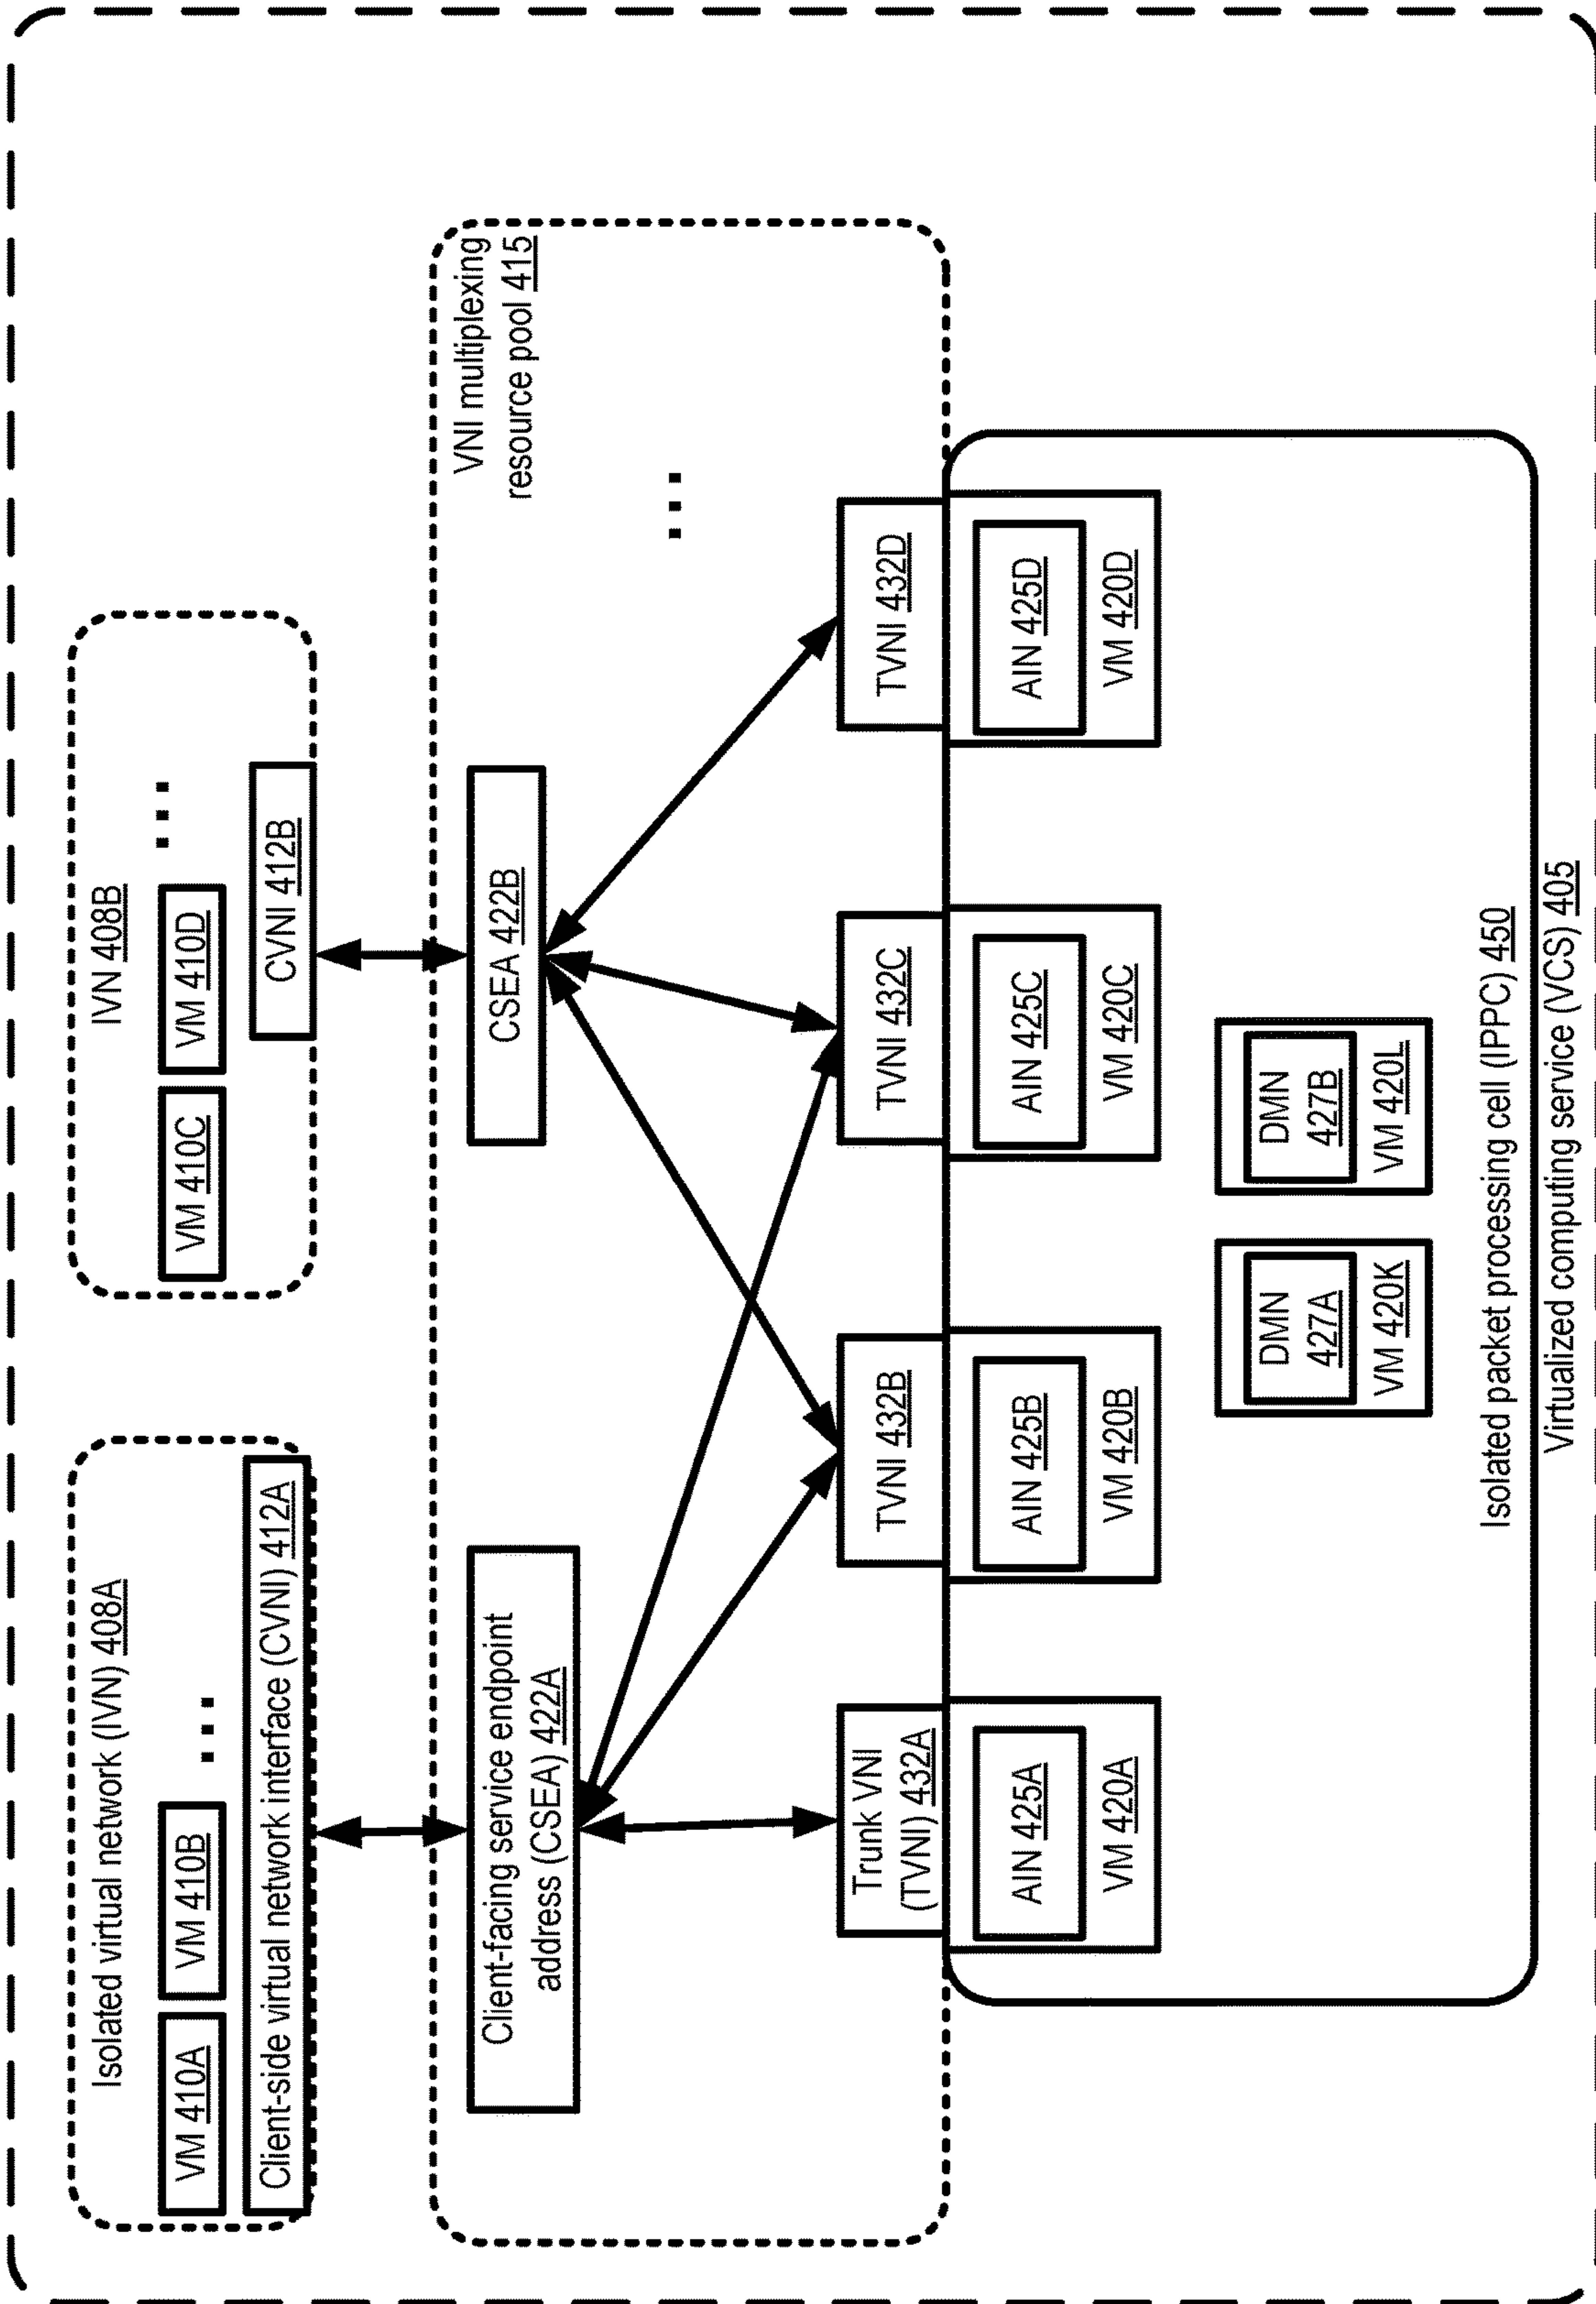 Isolated virtual network (IVN) 408A
VM 410A
VM 410B
...
Client-side virtual network interface (CVNI) 412A
IVN 408B
VM 410C
VM 410D
...
CVNI 412B
VNI multiplexing
resource pool 415
Client-facing service endpoint
address (CSEA) 422A
CSEA 422B
...
Trunk VNI
(TVNI) 432A
TVNI 432B
TVNI 432C
TVNI 432D
AIN 425A
VM 420A
AIN 425B
VM 420B
AIN 425C
VM 420C
AIN 425D
VM 420D
DMN
427A
VM 420K
DMN
427B
VM 420L
Isolated packet processing cell (IPPC) 450
Virtualized computing service (VCS) 405